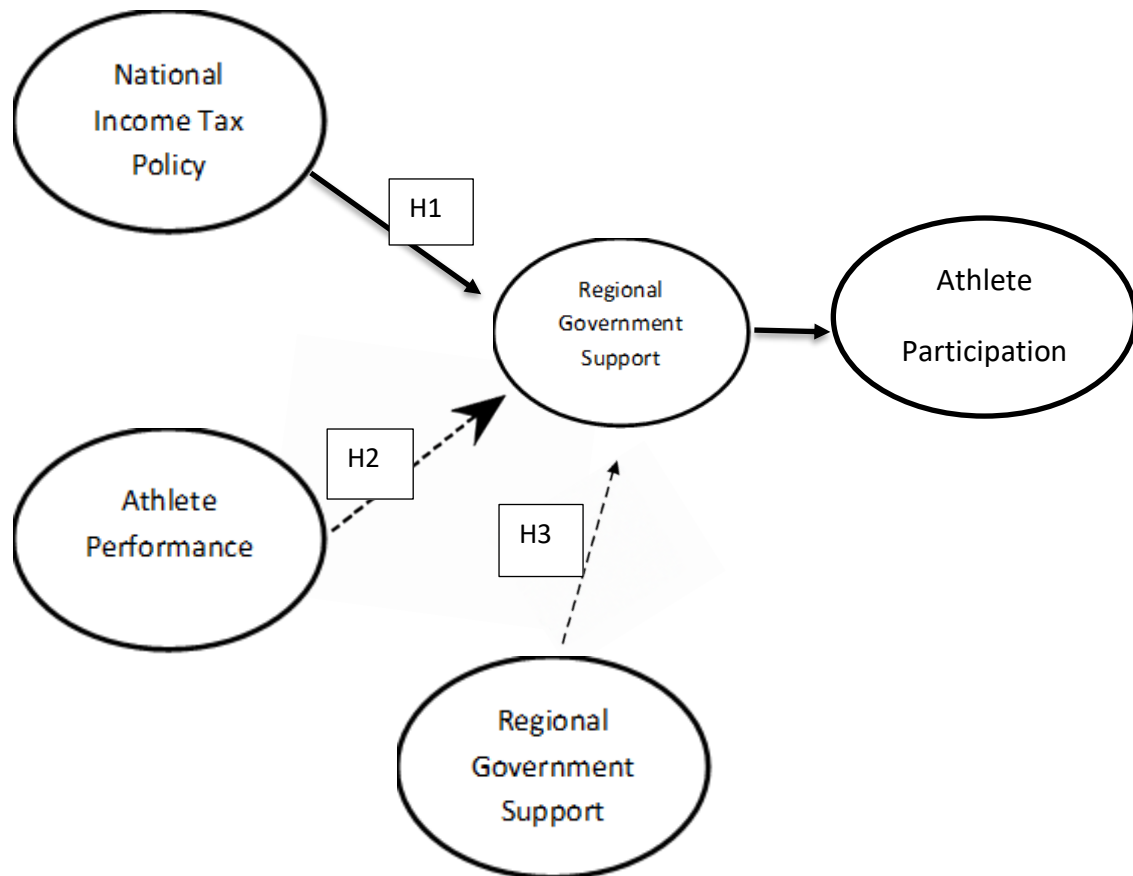 National
Income Tax
Policy
H1
Regional
Government
Support
Athlete
Participation
H2
Athlete
Performance
H3
Regional
Government
Support